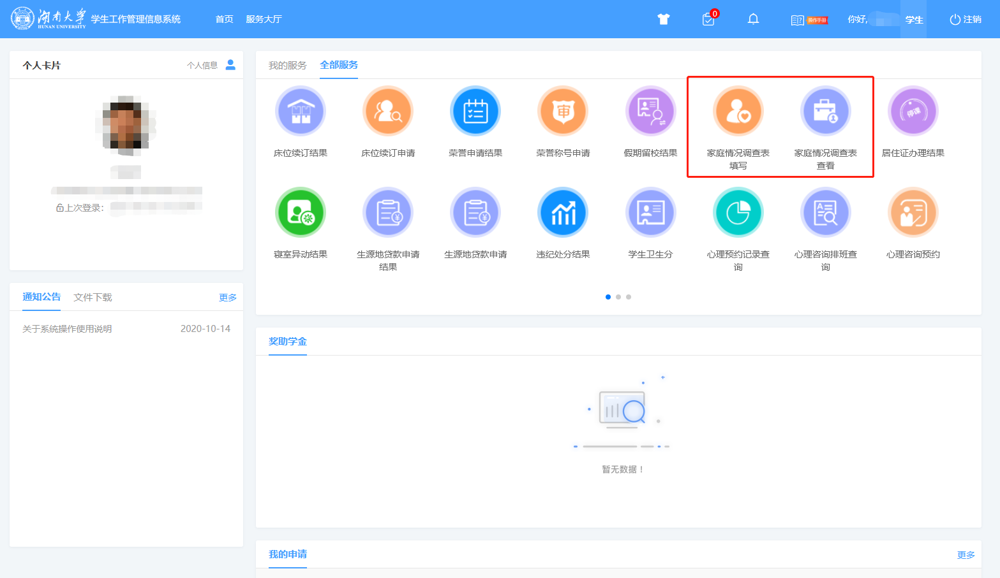 湖南大学
HUNAN UNIVERSITY
学生工作管理信息系统
首页 服务大厅
0
操作手册
你好, 学生
注销
个人卡片 个人信息
上次登录:
通知公告 文件下载 更多
关于系统操作使用说明 2020-10-14
我的服务 全部服务
审
停课
床位续订结果 床位续订申请 荣誉申请结果 荣誉称号申请 假期留校结果 家庭情况调查表 家庭情况调查表 居住证办理结果
填写 查看
寝室异动结果 生源地贷款申请 生源地贷款申请 违纪处分结果 学生卫生分 心理预约记录查 心理咨询排班查 心理咨询预约
结果 询 询
奖助学金
暂无数据！
我的申请 更多